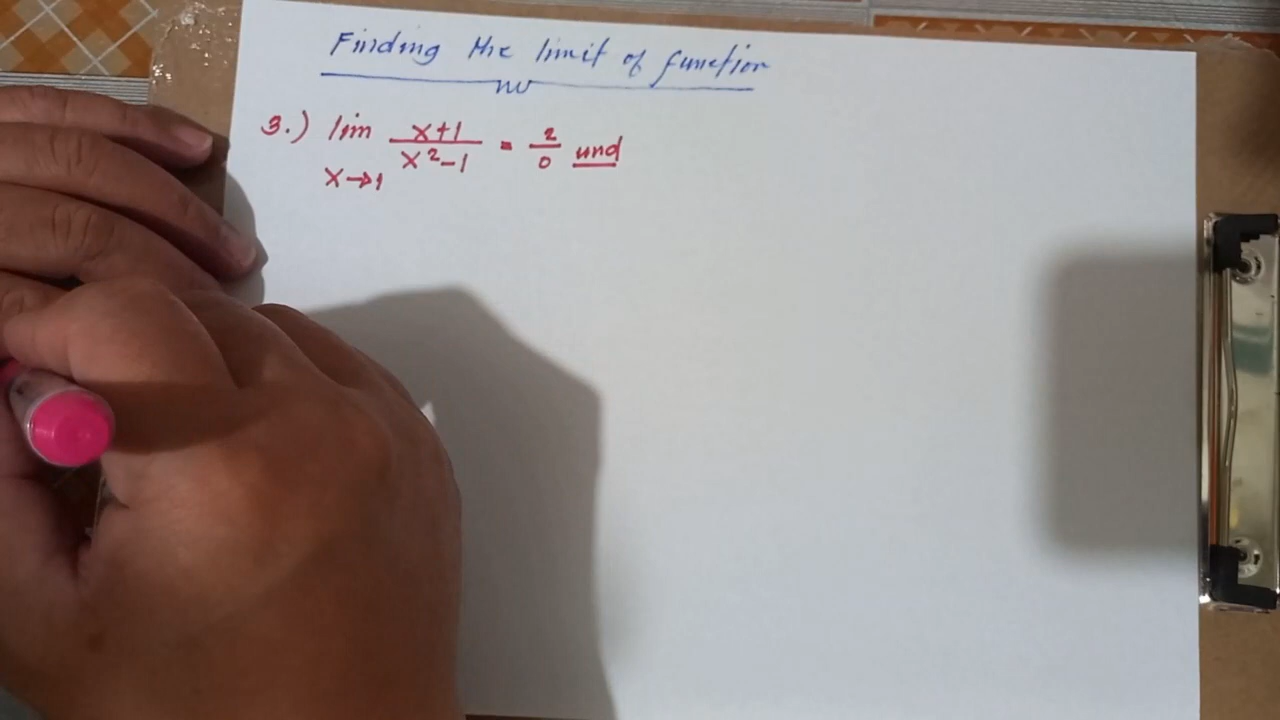 Finding the limit of function
3.) lim x+1 / x²-1 = 2/0 und
x→1